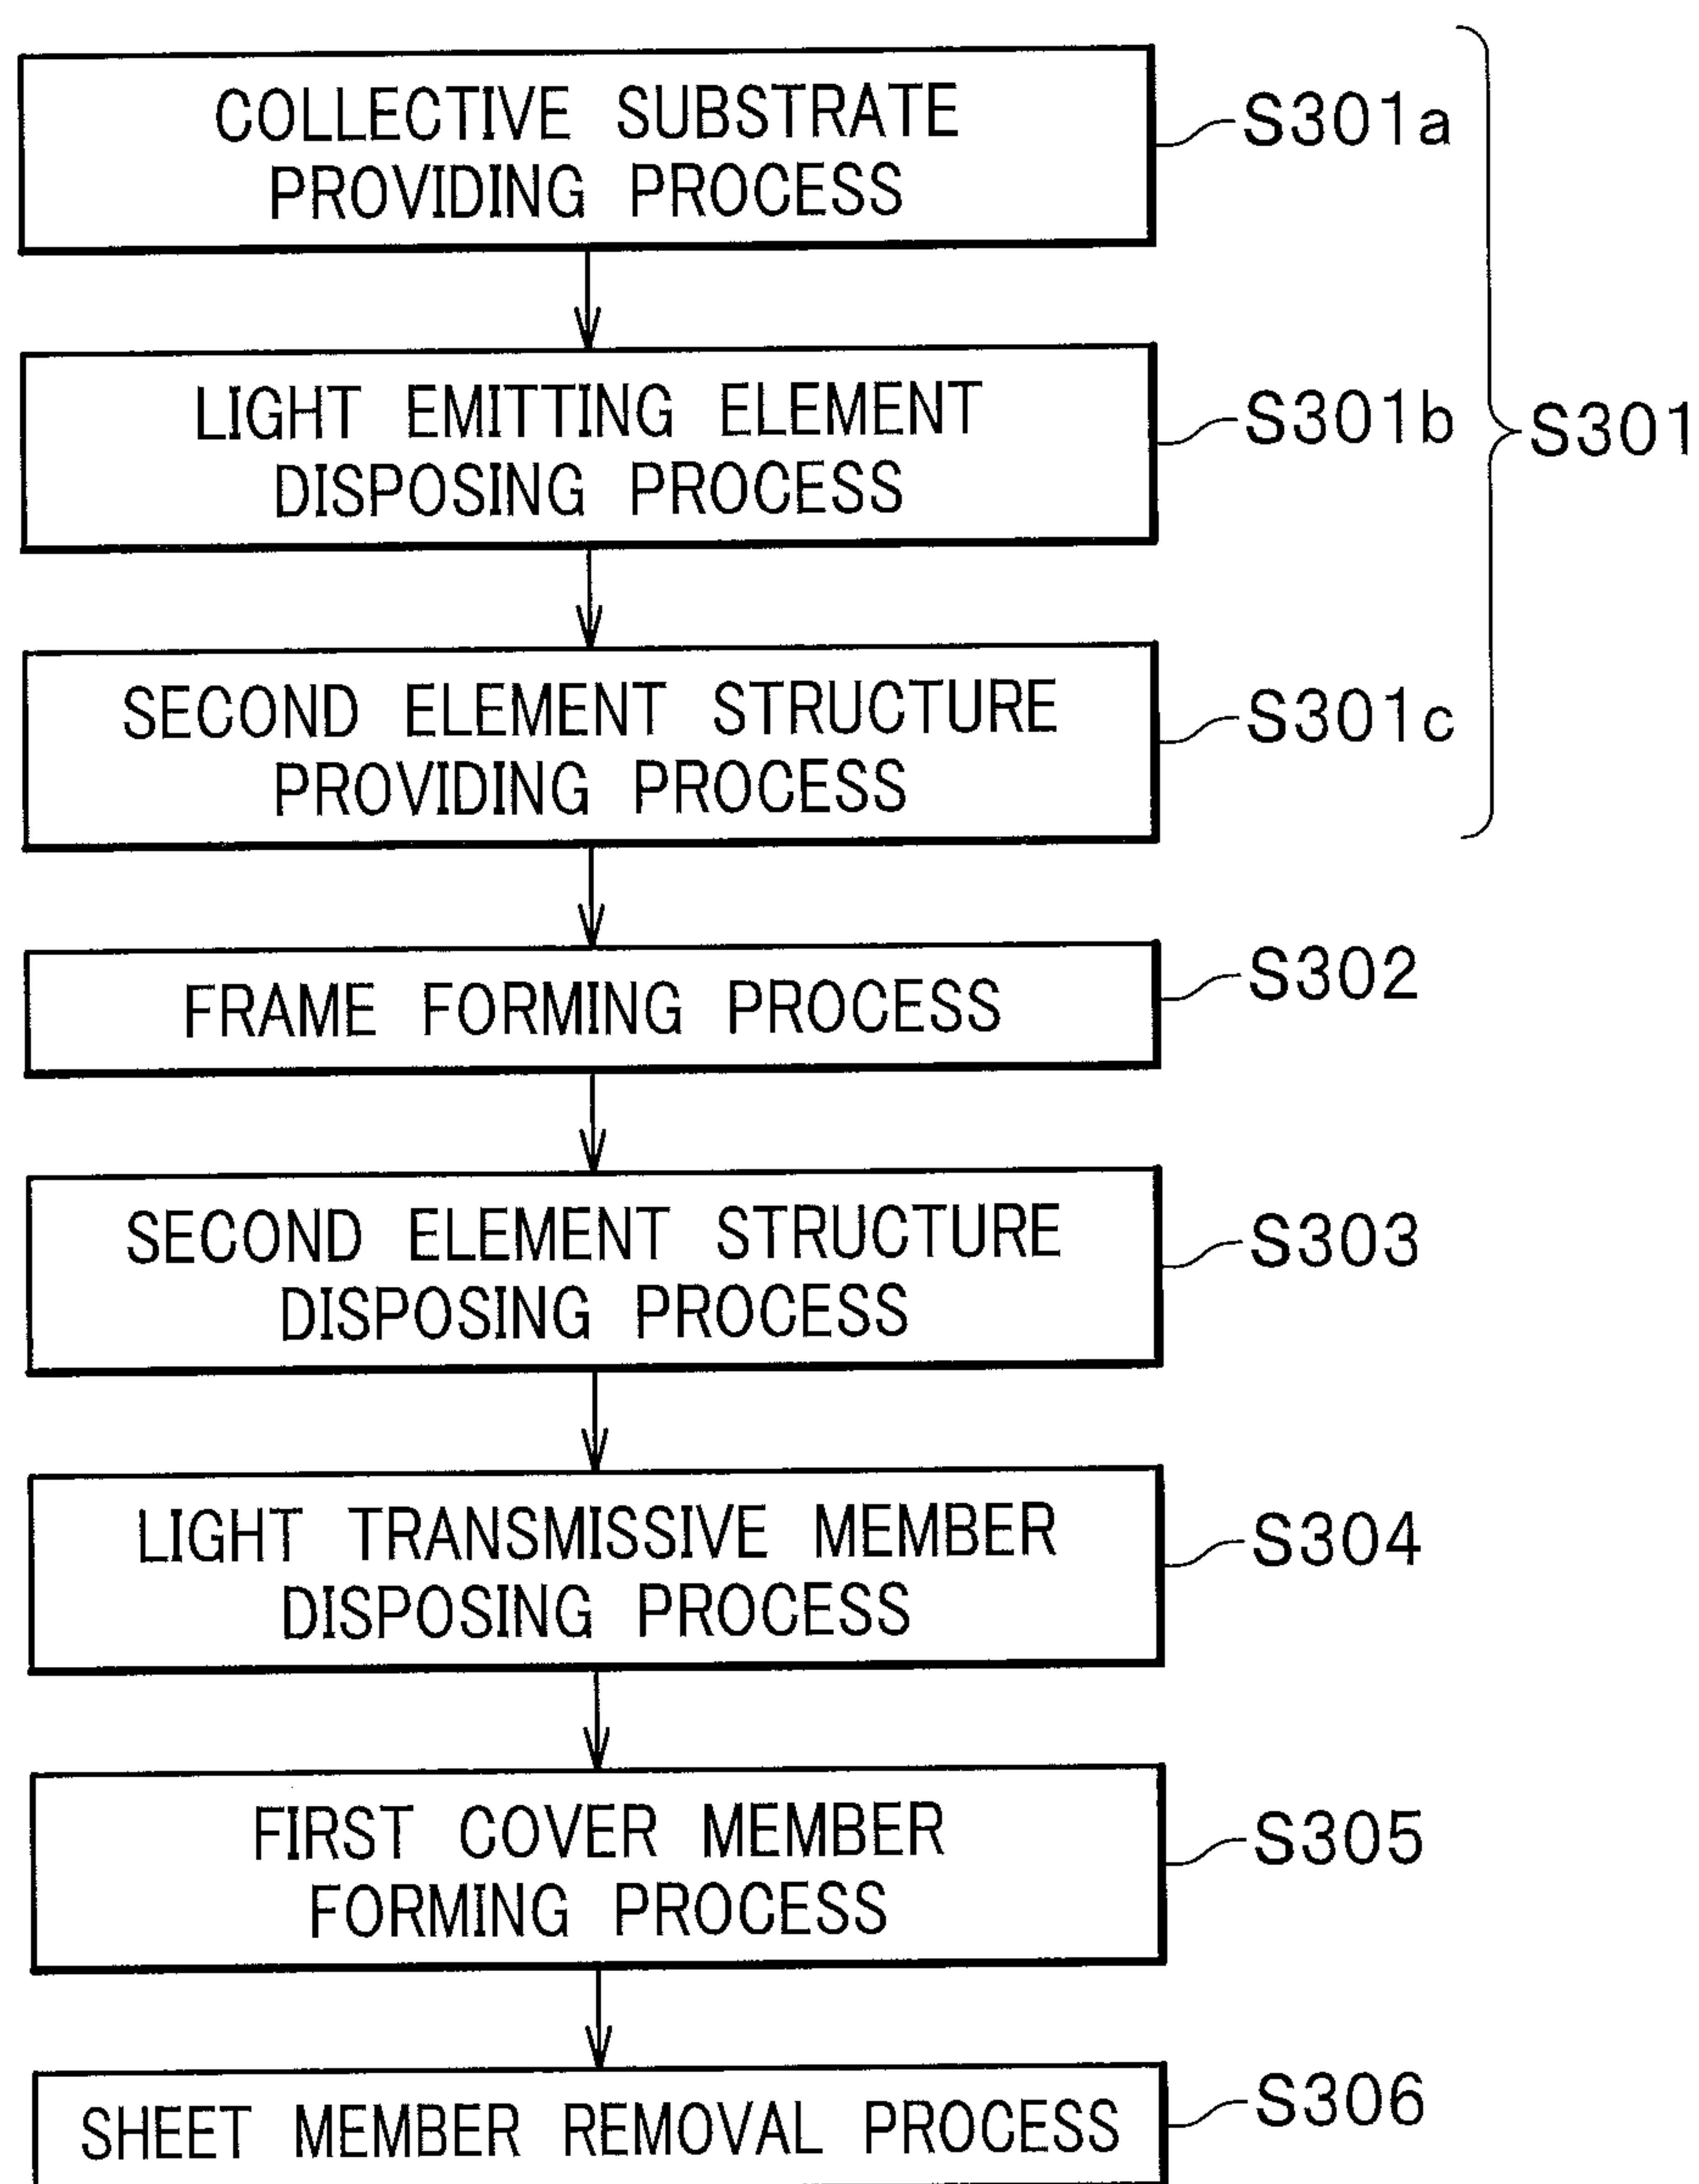 COLLECTIVE SUBSTRATE
PROVIDING PROCESS
S301a
LIGHT EMITTING ELEMENT
DISPOSING PROCESS
S301b
S301
SECOND ELEMENT STRUCTURE
PROVIDING PROCESS
S301c
FRAME FORMING PROCESS
S302
SECOND ELEMENT STRUCTURE
DISPOSING PROCESS
S303
LIGHT TRANSMISSIVE MEMBER
DISPOSING PROCESS
S304
FIRST COVER MEMBER
FORMING PROCESS
S305
SHEET MEMBER REMOVAL PROCESS
S306